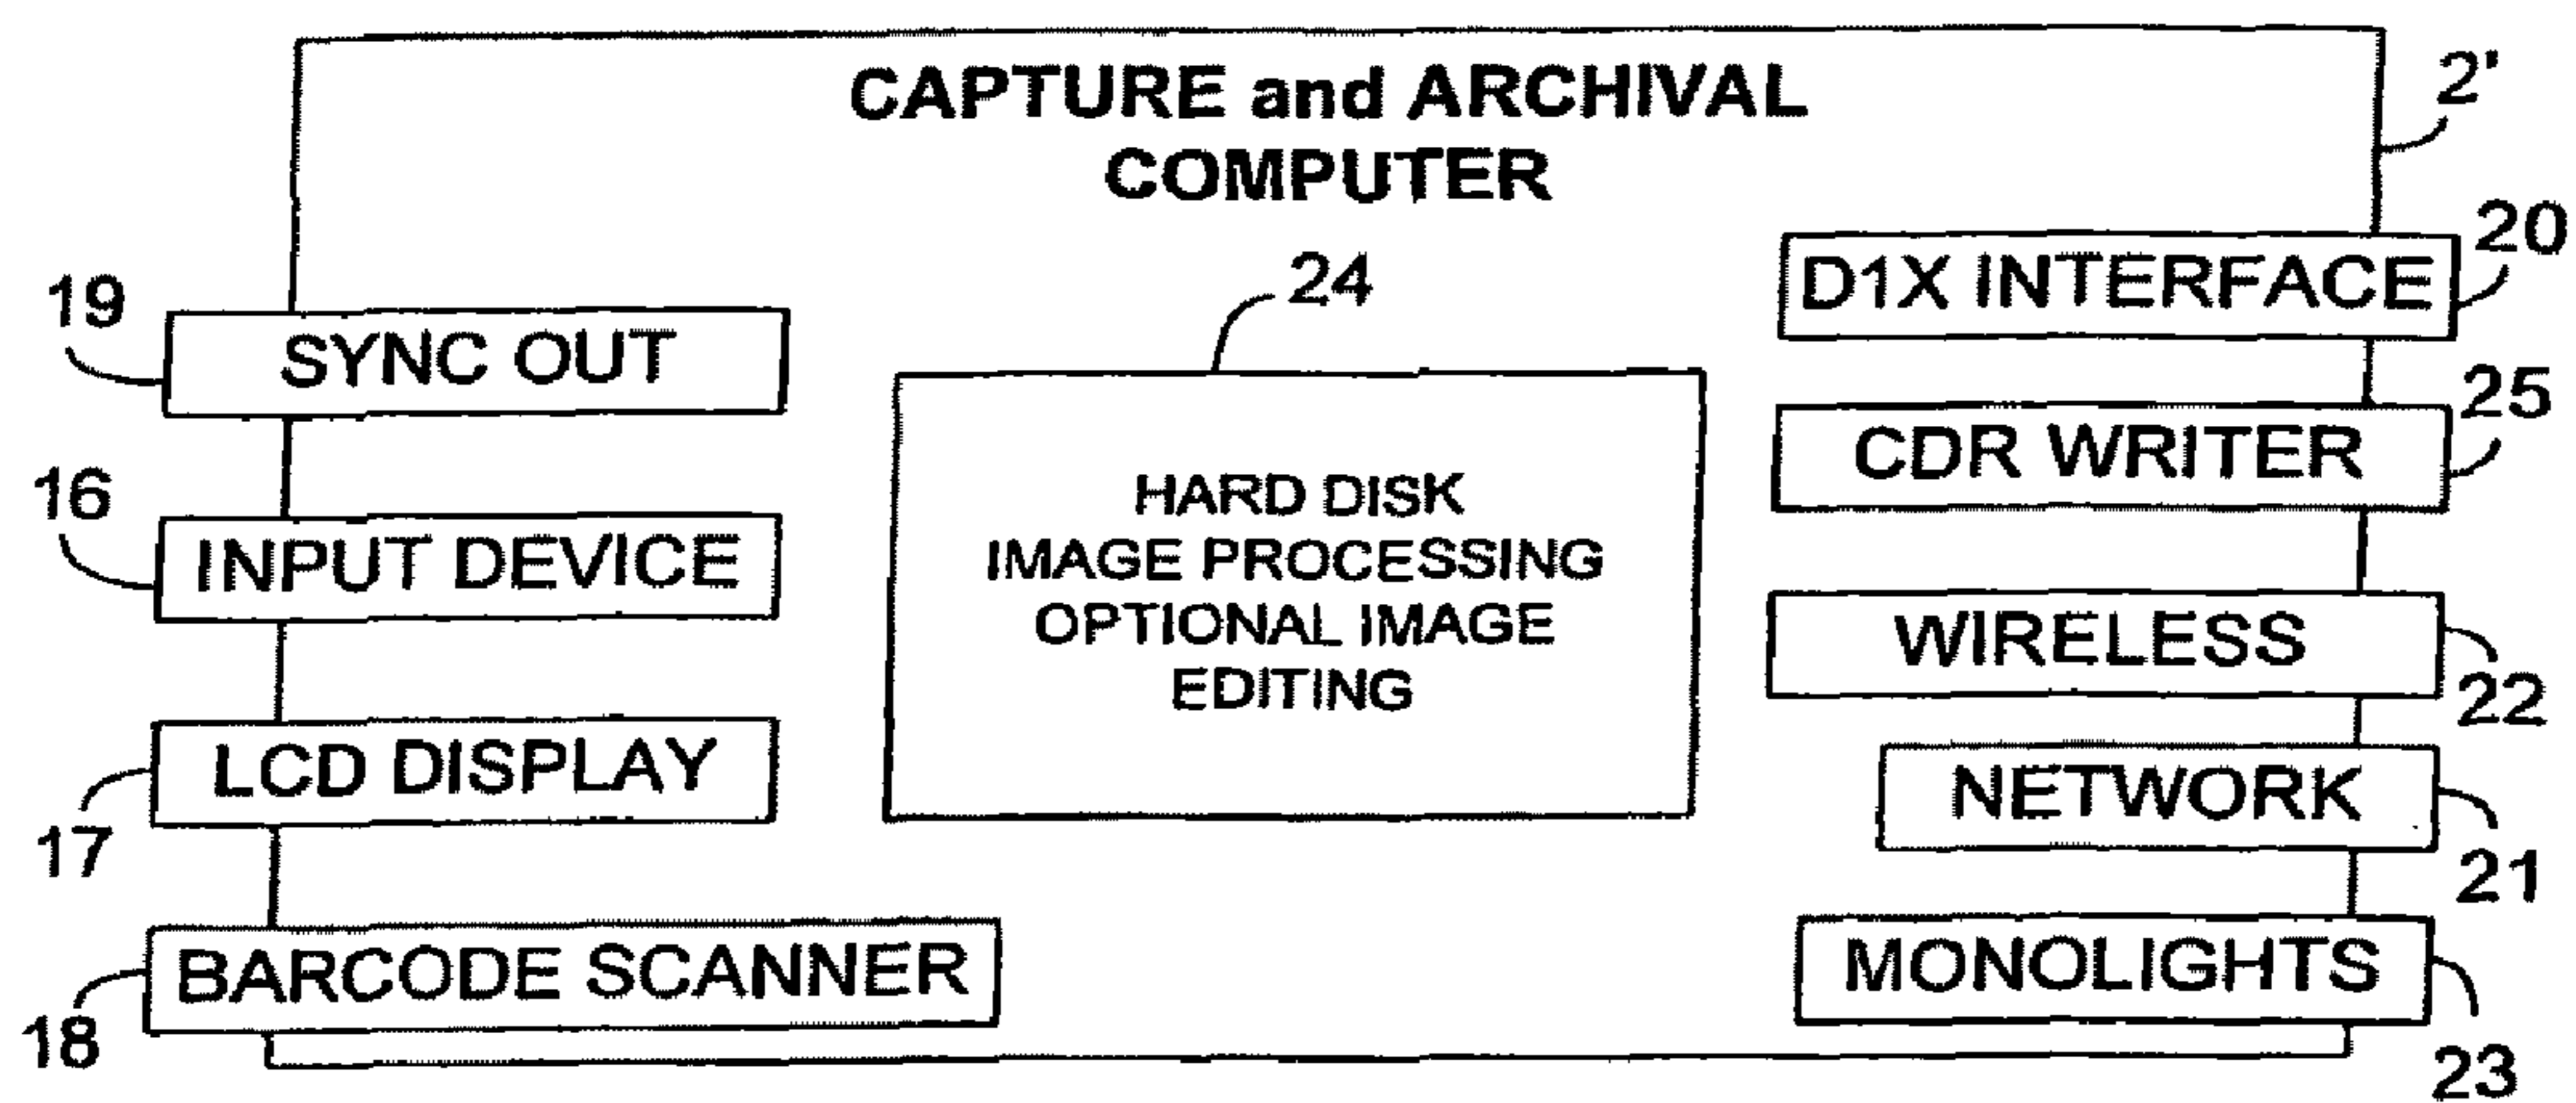 CAPTURE and ARCHIVAL
COMPUTER
2'
20
D1X INTERFACE
19
SYNC OUT
24
25
CDR WRITER
16
INPUT DEVICE
HARD DISK
IMAGE PROCESSING
OPTIONAL IMAGE
EDITING
WIRELESS
22
LCD DISPLAY
17
NETWORK
21
BARCODE SCANNER
18
MONOLIGHTS
23